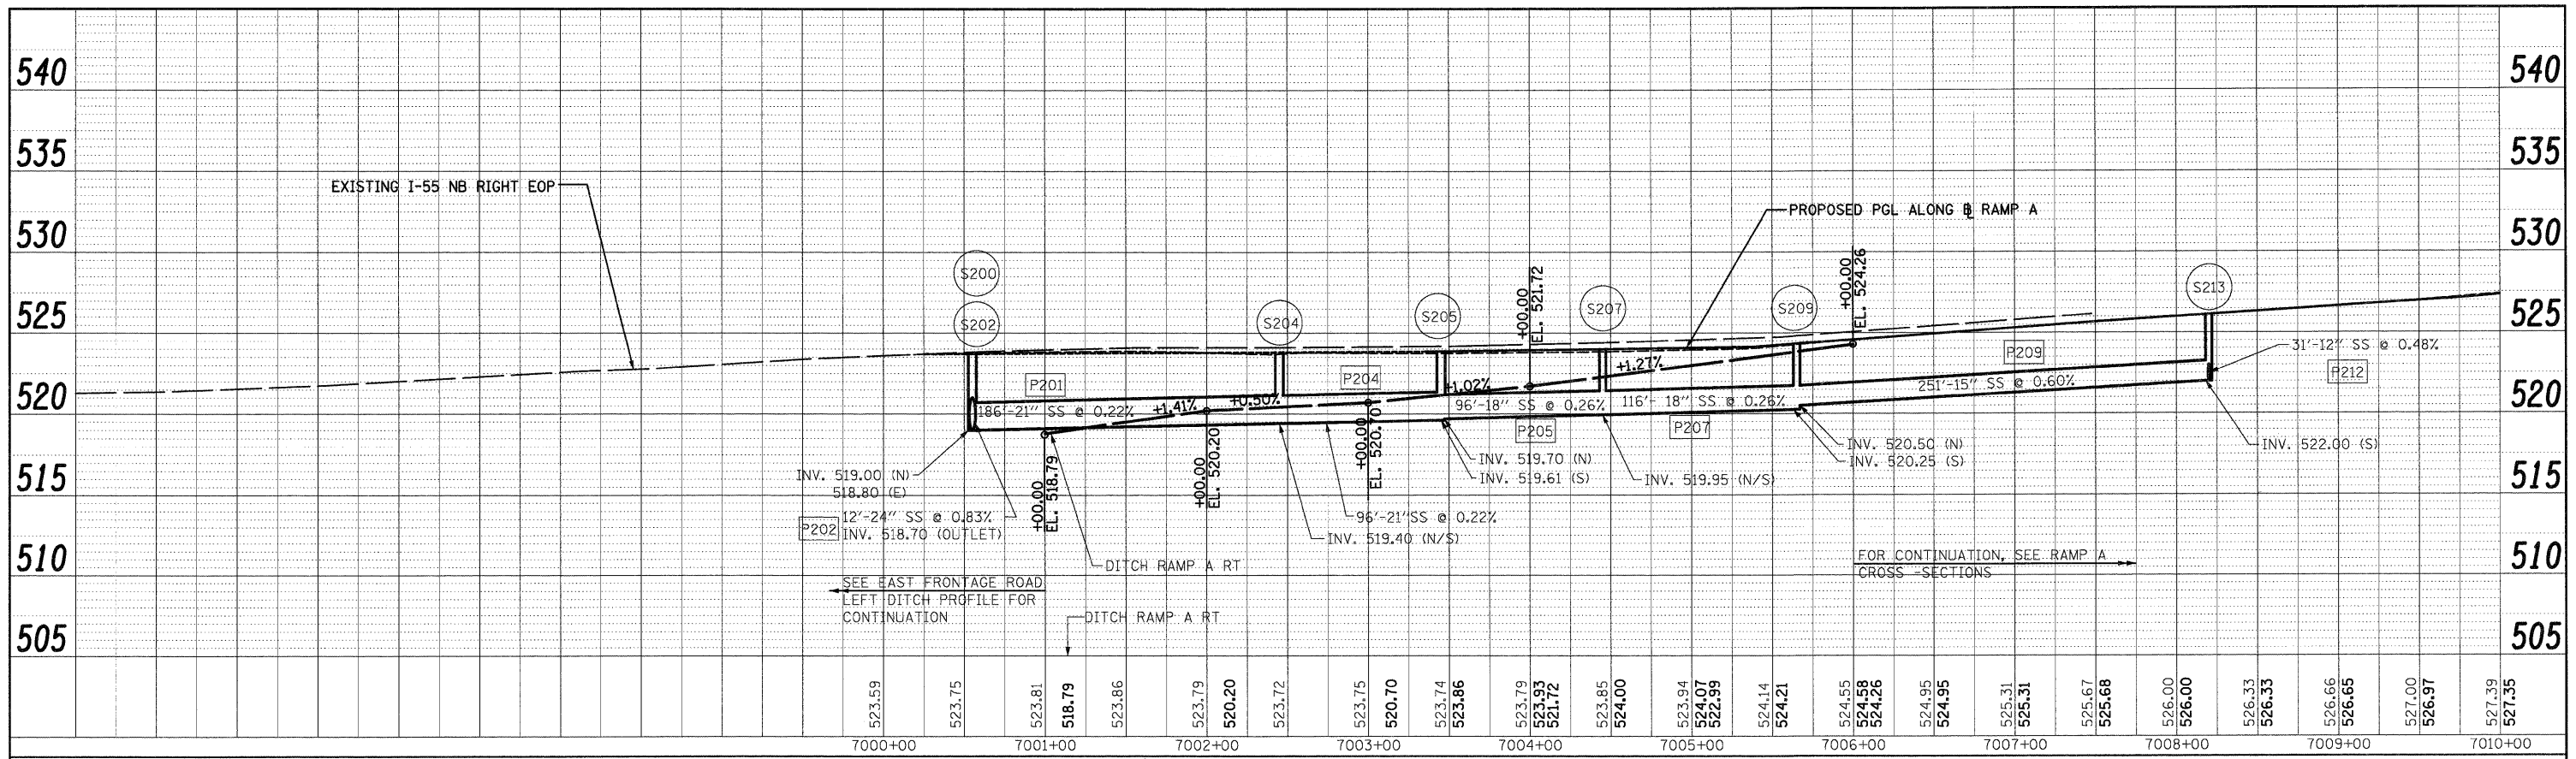 540
540
535
535
530
530
525
525
520
520
515
515
510
510
505
505
EXISTING I-55 NB RIGHT EOP
PROPOSED PGL ALONG ℄ RAMP A
S200
S202
S204
S205
S207
S209
S213
+00.00
EL. 521.72
+00.00
EL. 524.26
P201
186'-21" SS @ 0.22%
+1.41%
+0.50%
P204
+1.02%
+1.27%
96'-18" SS @ 0.26%
P205
116'- 18" SS @ 0.26%
P207
P209
251'-15" SS @ 0.60%
31'-12" SS @ 0.48%
P212
INV. 519.00 (N)
518.80 (E)
P202
12'-24" SS @ 0.83%
INV. 518.70 (OUTLET)
+00.00
EL. 518.79
+00.00
EL. 520.20
+00.00
EL. 520.70
96'-21"SS @ 0.22%
INV. 519.40 (N/S)
INV. 519.70 (N)
INV. 519.61 (S)
INV. 519.95 (N/S)
INV. 520.50 (N)
INV. 520.25 (S)
INV. 522.00 (S)
DITCH RAMP A RT
SEE EAST FRONTAGE ROAD
LEFT DITCH PROFILE FOR
CONTINUATION
DITCH RAMP A RT
FOR CONTINUATION, SEE RAMP A
CROSS -SECTIONS
523.59
523.75
523.81
518.79
523.86
523.79
520.20
523.72
523.75
520.70
523.74
523.86
523.79
523.93
521.72
523.85
524.00
523.94
524.07
522.99
524.14
524.21
524.55
524.58
524.26
524.95
524.95
525.31
525.31
525.67
525.68
526.00
526.00
526.33
526.33
526.66
526.65
527.00
526.97
527.39
527.35
7000+00
7001+00
7002+00
7003+00
7004+00
7005+00
7006+00
7007+00
7008+00
7009+00
7010+00